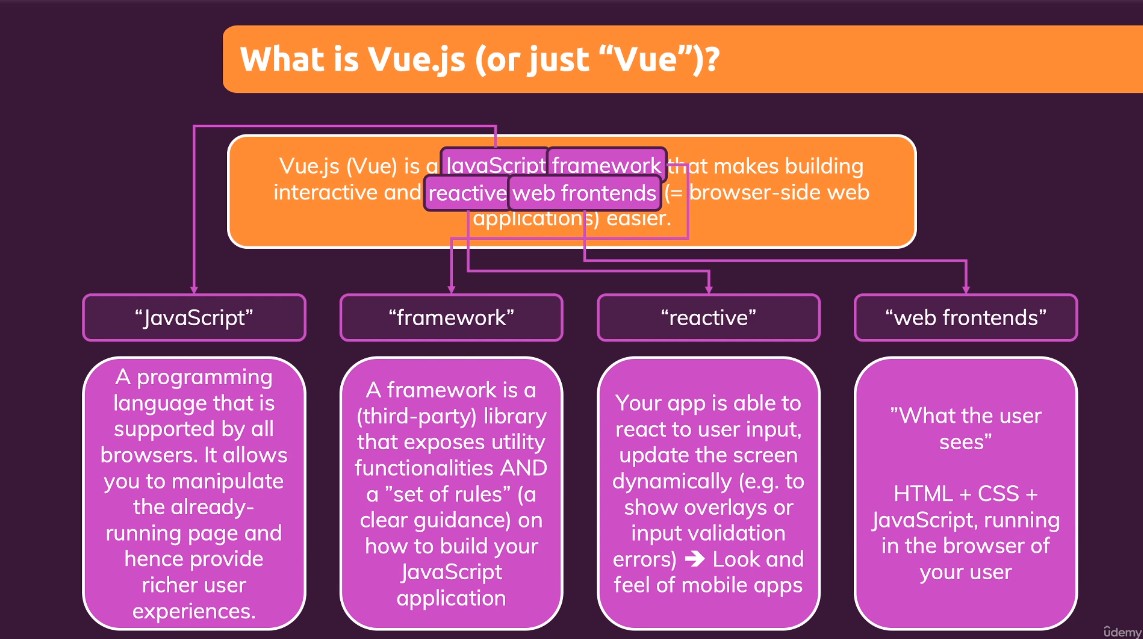 What is Vue.js (or just “Vue”)?
Vue.js (Vue) is a JavaScript framework that makes building
interactive and reactive web frontends (= browser-side web
applications) easier.
“JavaScript”
A programming
language that is
supported by all
browsers. It allows
you to manipulate
the already-
running page and
hence provide
richer user
experiences.
“framework”
A framework is a
(third-party) library
that exposes utility
functionalities AND
a ”set of rules” (a
clear guidance) on
how to build your
JavaScript
application
“reactive”
Your app is able to
react to user input,
update the screen
dynamically (e.g. to
show overlays or
input validation
errors) ➔ Look and
feel of mobile apps
“web frontends”
”What the user
sees”
HTML + CSS +
JavaScript, running
in the browser of
your user
ûdemy